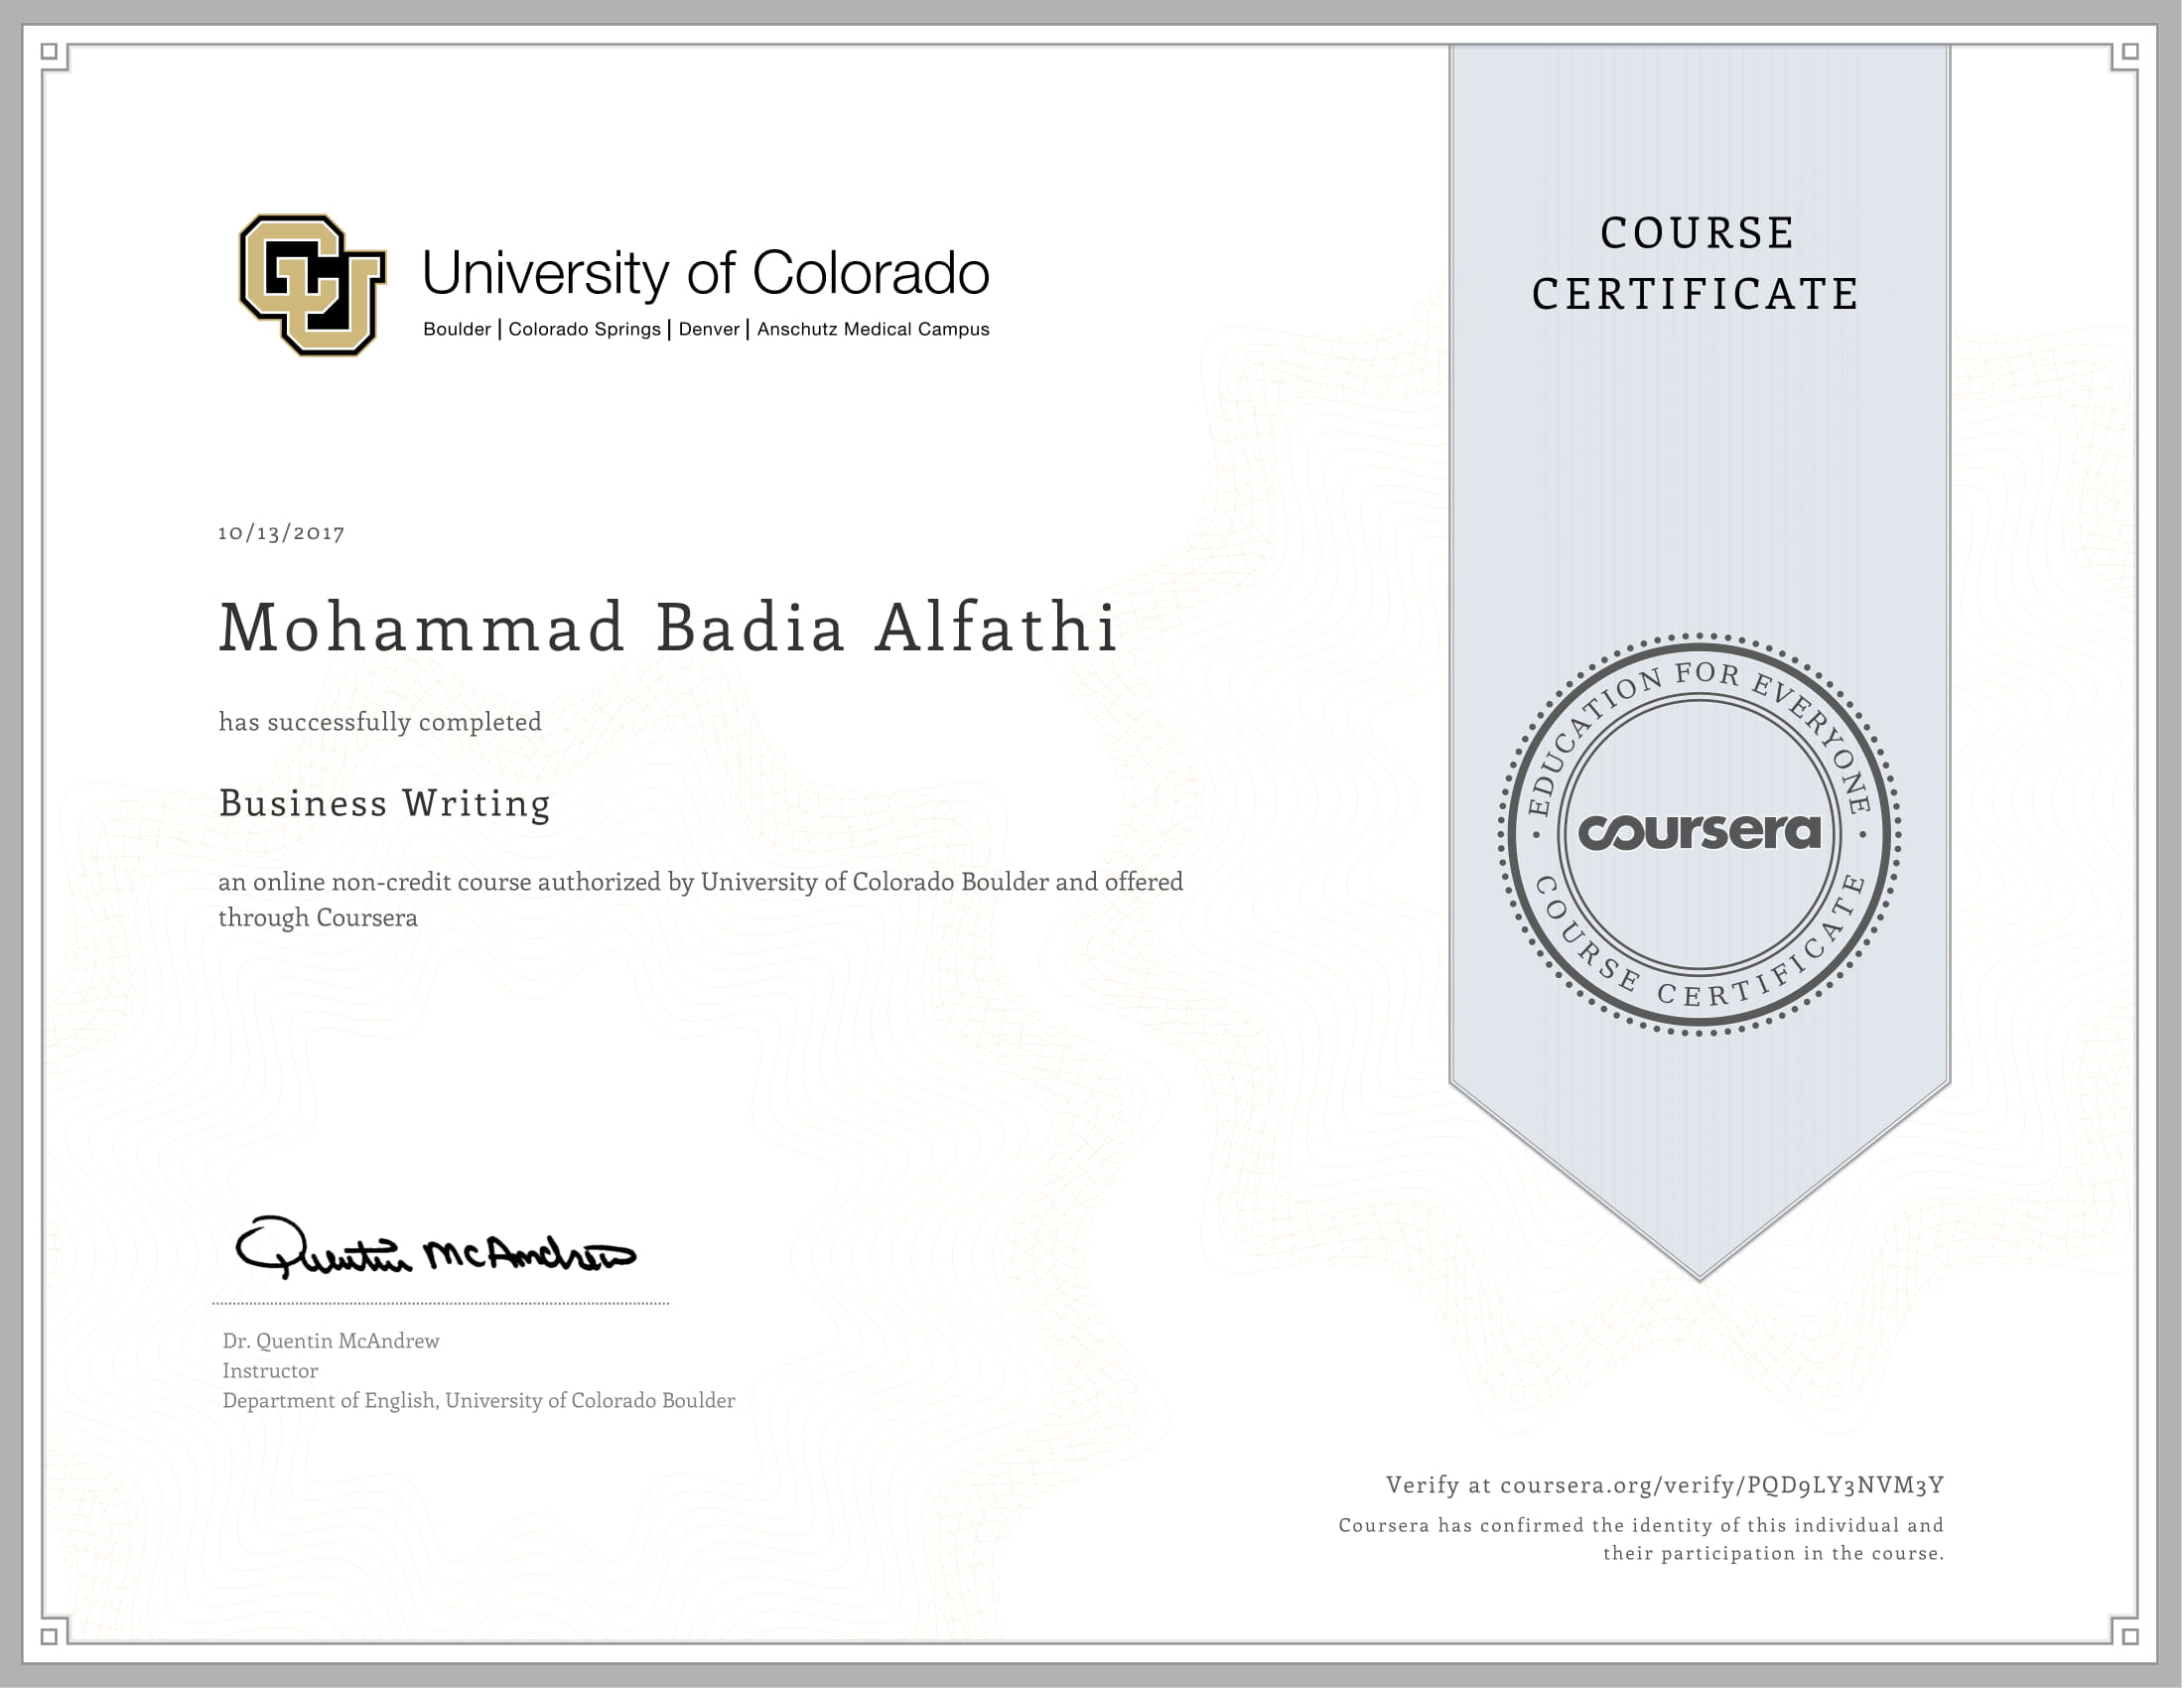 University of Colorado
Boulder | Colorado Springs | Denver | Anschutz Medical Campus
COURSE
CERTIFICATE
10/13/2017
Mohammad Badia Alfathi
has successfully completed
Business Writing
an online non-credit course authorized by University of Colorado Boulder and offered
through Coursera
EDUCATION FOR EVERYONE
coursera
COURSE CERTIFICATE
Quentin McAndrew
Dr. Quentin McAndrew
Instructor
Department of English, University of Colorado Boulder
Verify at coursera.org/verify/PQD9LY3NVM3Y
Coursera has confirmed the identity of this individual and
their participation in the course.